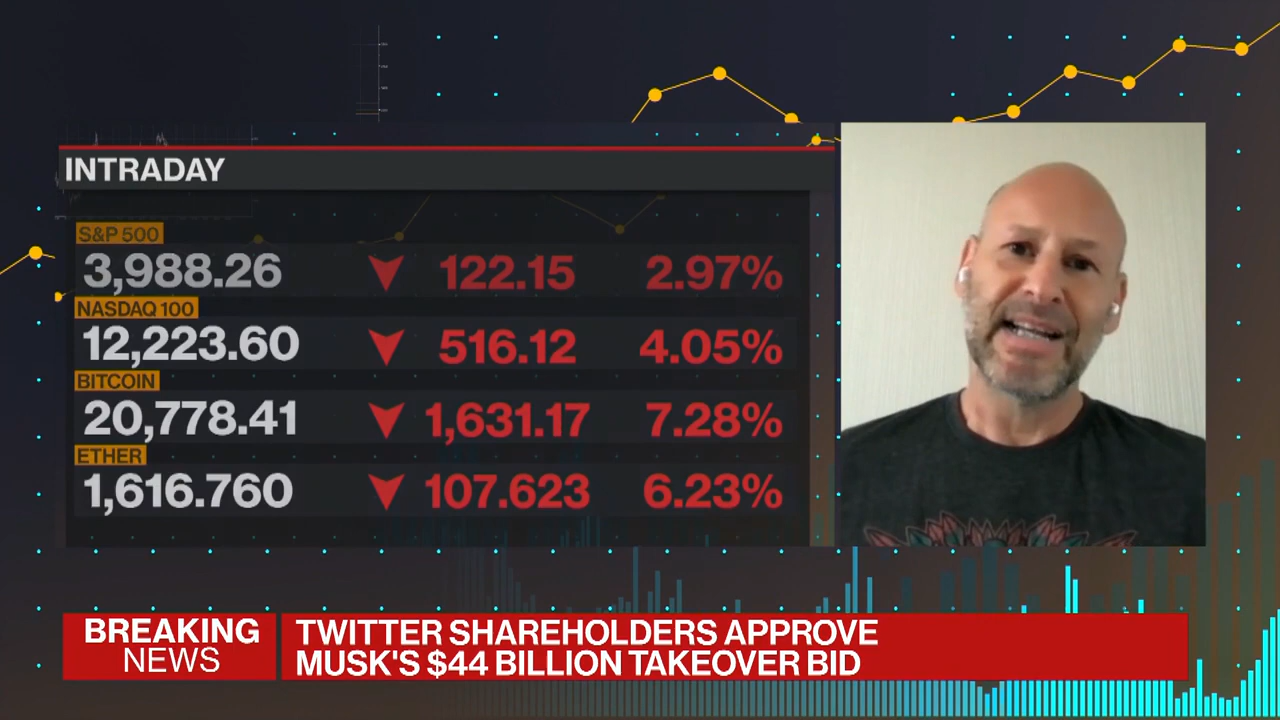 INTRADAY
S&P 500
3,988.26 122.15 2.97%
NASDAQ 100
12,223.60 516.12 4.05%
BITCOIN
20,778.41 1,631.17 7.28%
ETHER
1,616.760 107.623 6.23%
BREAKING
NEWS
TWITTER SHAREHOLDERS APPROVE
MUSK'S $44 BILLION TAKEOVER BID